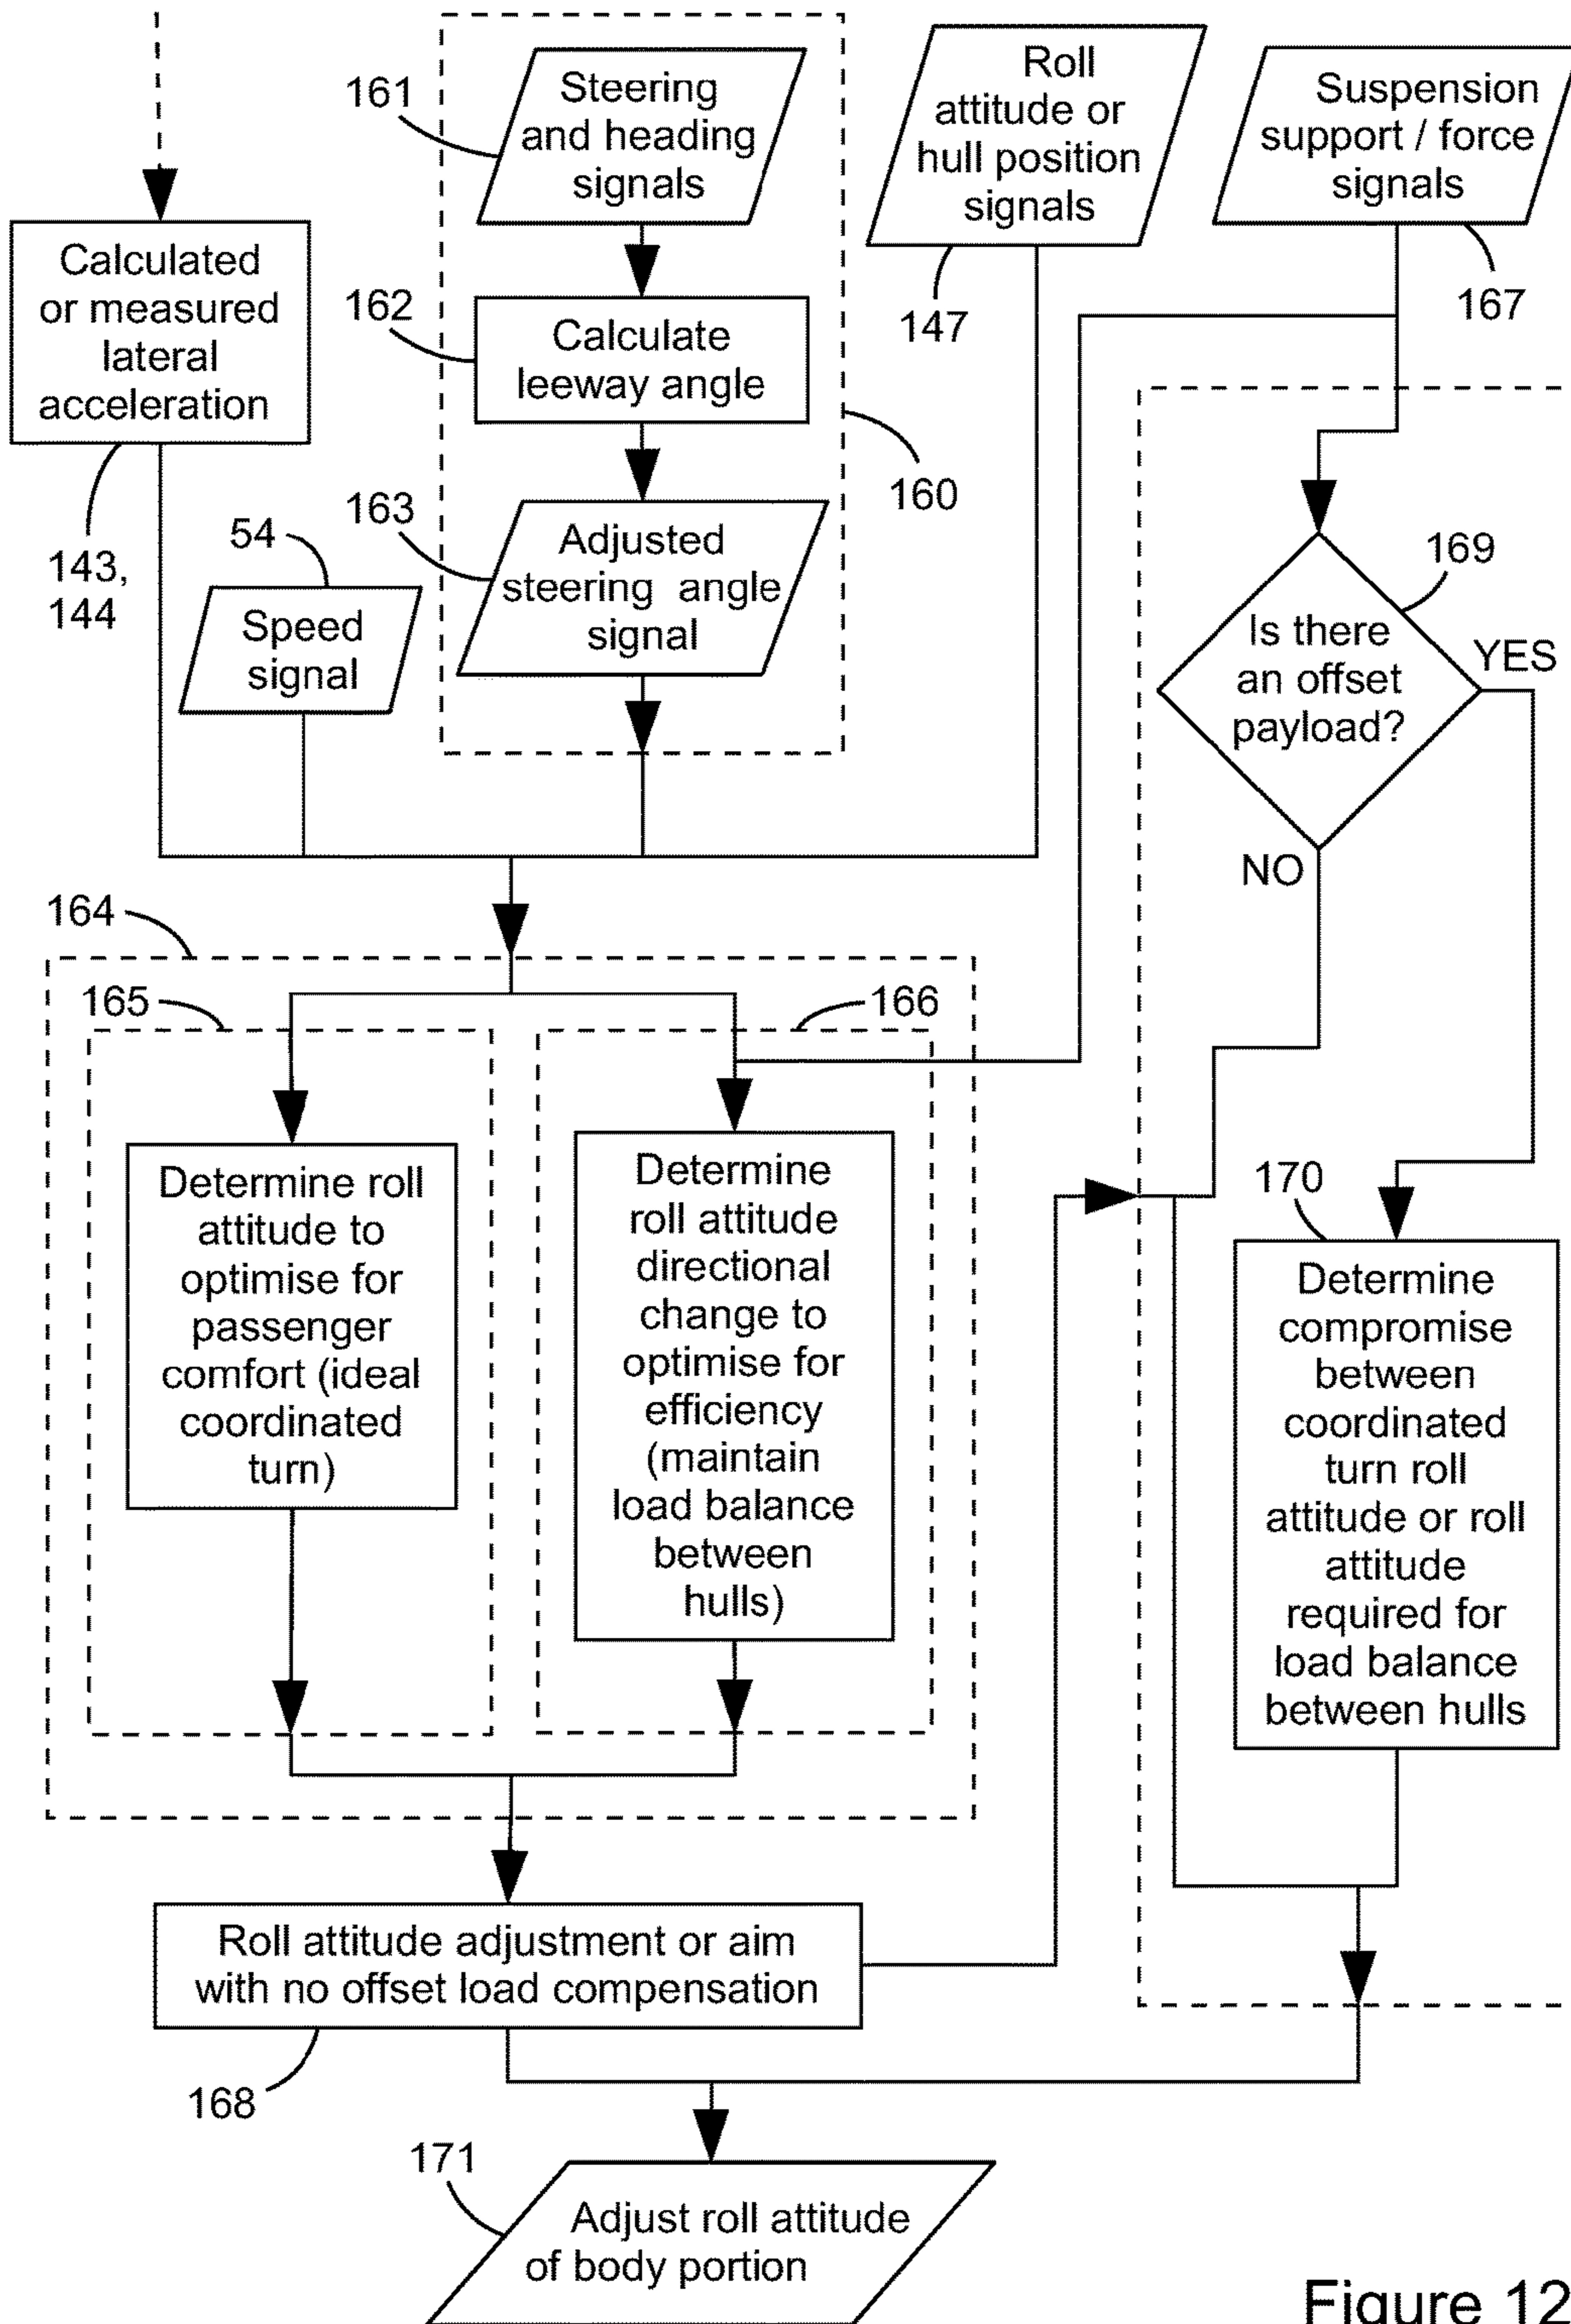 161
Steering
and heading
signals
Roll
attitude or
hull position
signals
Suspension
support / force
signals
Calculated
or measured
lateral
acceleration
162
Calculate
leeway angle
147
167
143,
144
54
Speed
signal
163
Adjusted
steering angle
signal
160
169
Is there
an offset
payload?
YES
NO
164
165
166
Determine roll
attitude to
optimise for
passenger
comfort (ideal
coordinated
turn)
Determine
roll attitude
directional
change to
optimise for
efficiency
(maintain
load balance
between
hulls)
170
Determine
compromise
between
coordinated
turn roll
attitude or roll
attitude
required for
load balance
between hulls
Roll attitude adjustment or aim
with no offset load compensation
168
171
Adjust roll attitude
of body portion
Figure 12